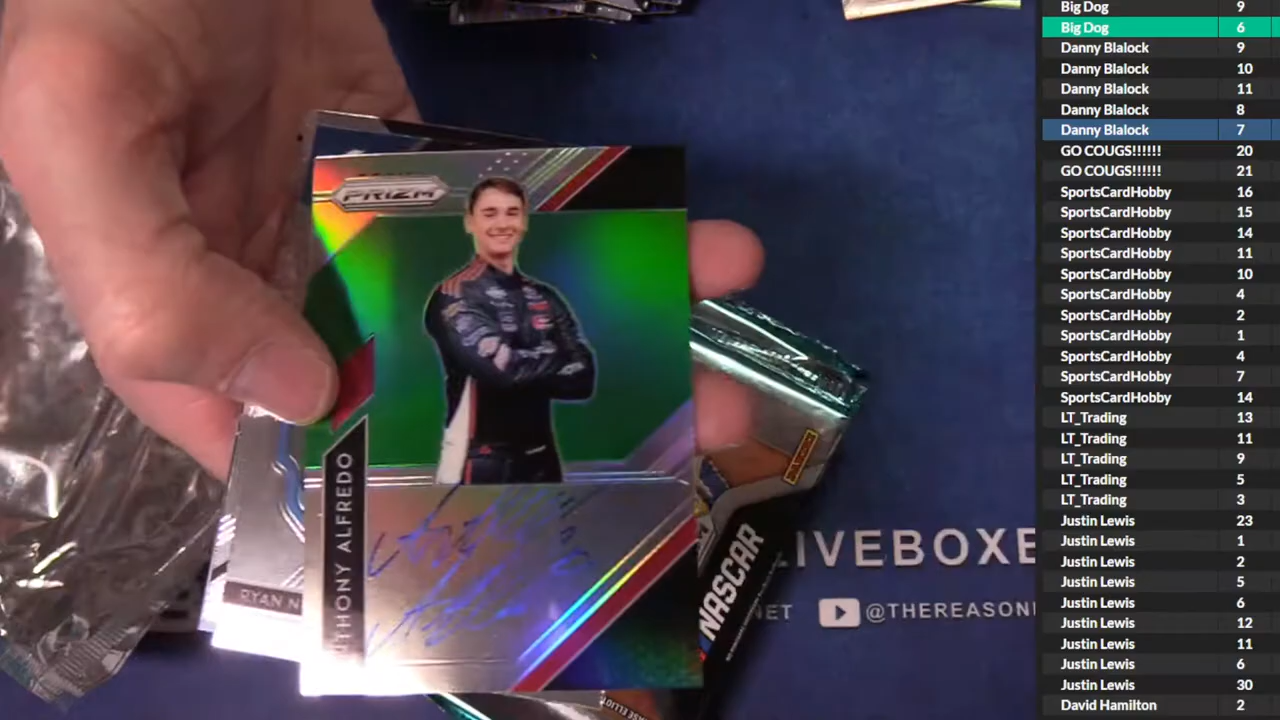 Big Dog 9
Big Dog 6
Danny Blalock 9
Danny Blalock 10
Danny Blalock 11
Danny Blalock 8
Danny Blalock 7
GO COUGS!!!!!! 20
GO COUGS!!!!!! 21
SportsCardHobby 16
SportsCardHobby 15
SportsCardHobby 14
SportsCardHobby 11
SportsCardHobby 10
SportsCardHobby 4
SportsCardHobby 2
SportsCardHobby 1
SportsCardHobby 4
SportsCardHobby 7
SportsCardHobby 14
LT_Trading 13
LT_Trading 11
LT_Trading 9
LT_Trading 5
LT_Trading 3
Justin Lewis 23
Justin Lewis 1
Justin Lewis 2
Justin Lewis 5
Justin Lewis 6
Justin Lewis 12
Justin Lewis 11
Justin Lewis 6
Justin Lewis 30
David Hamilton 2
PRIZM
THONY ALFREDO
RYAN N
NASCAR
IVEBOXE
NET
@THEREASON